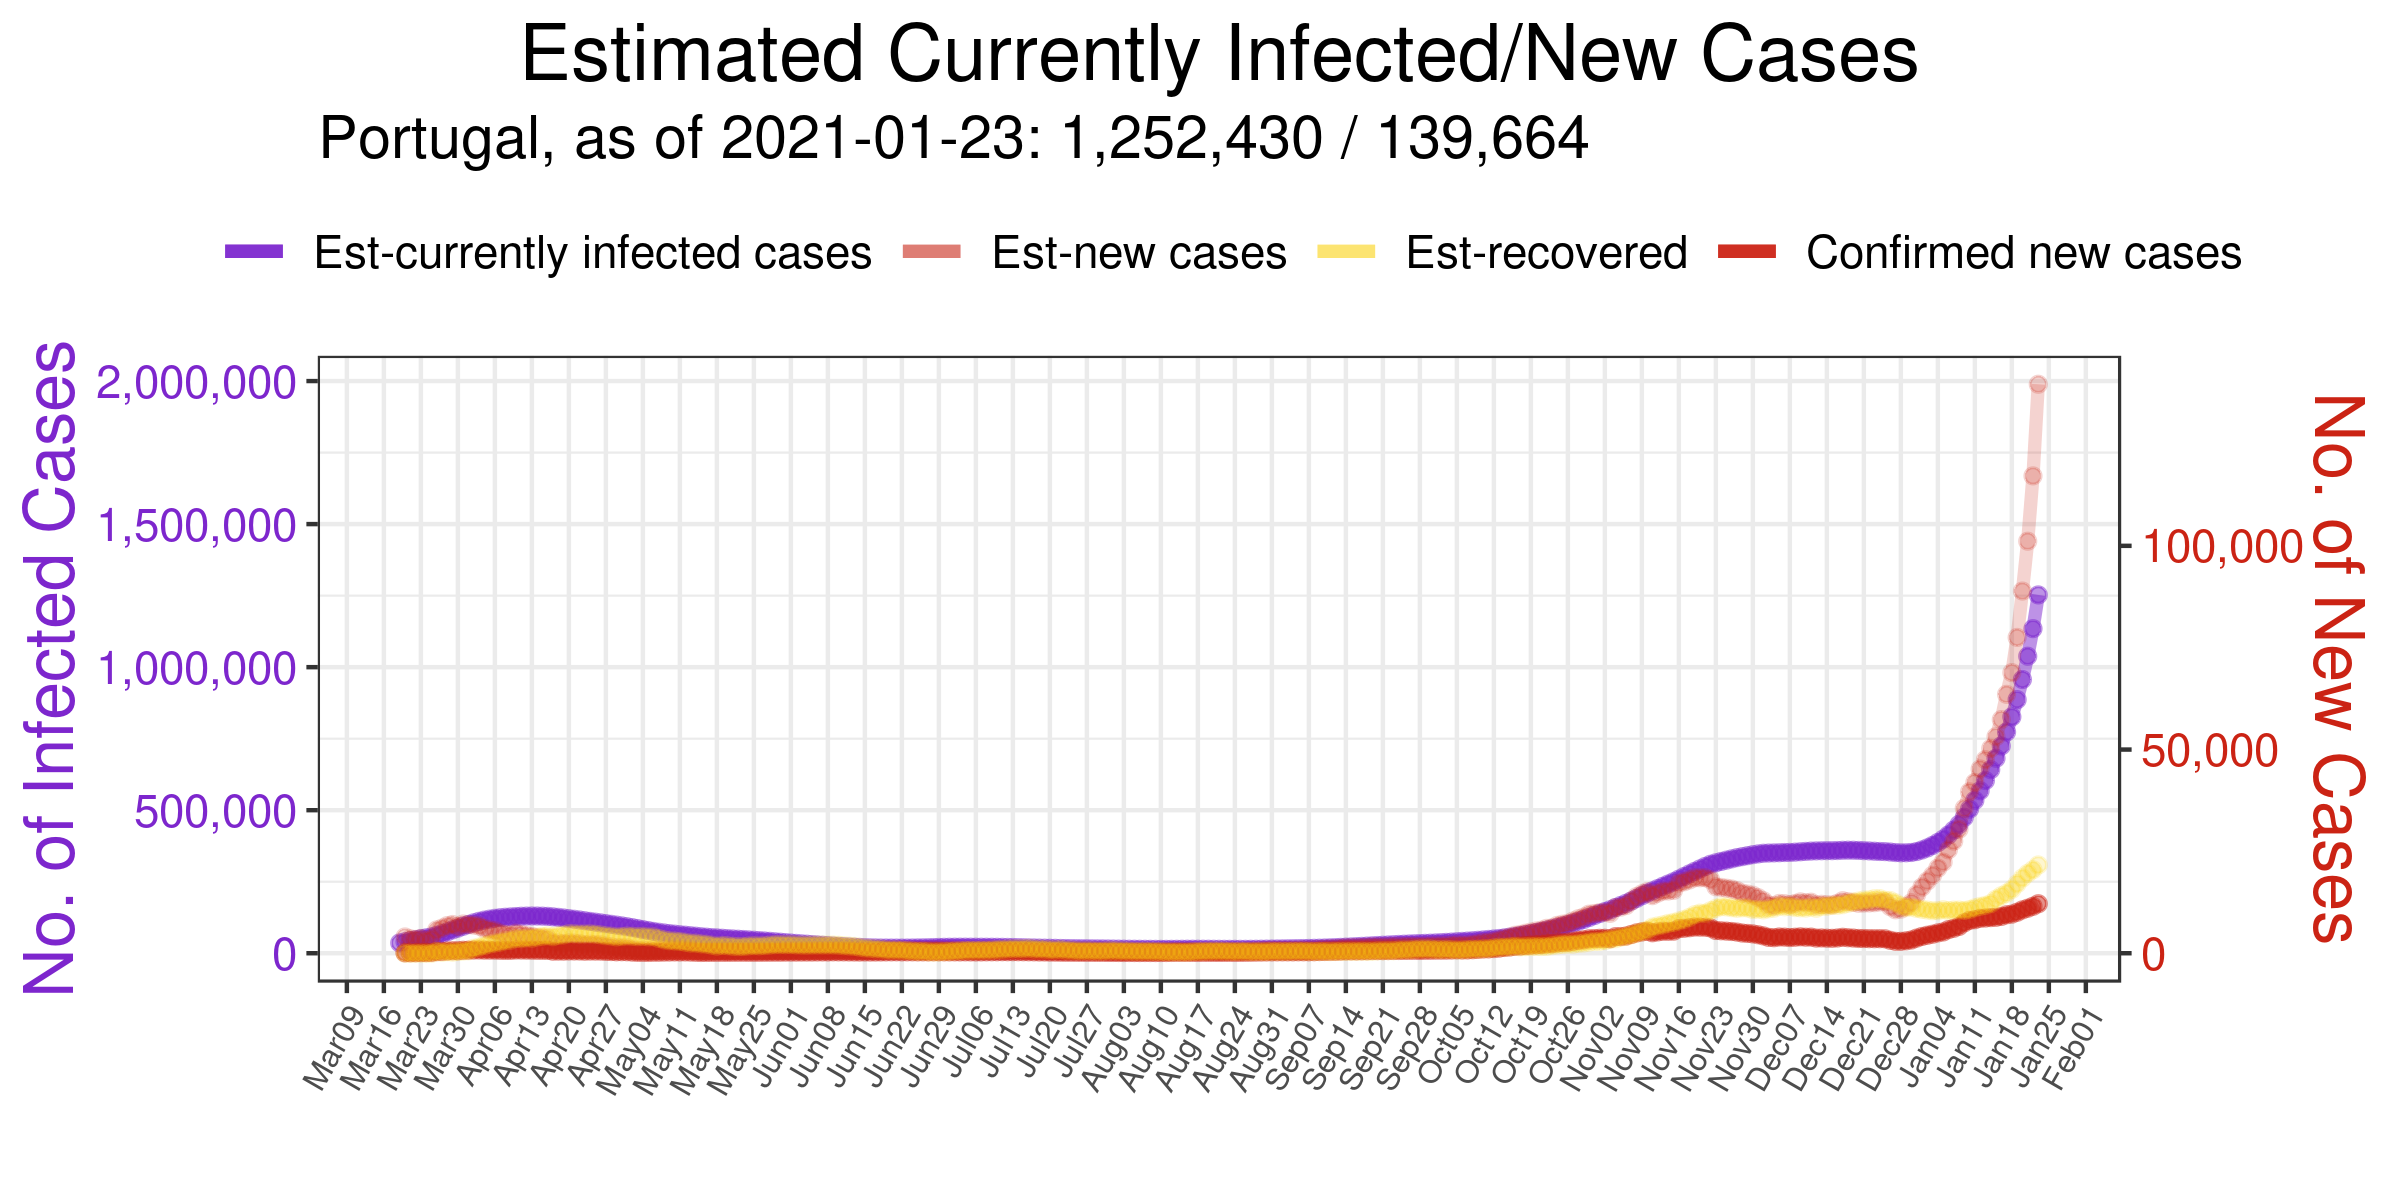 Estimated Currently Infected/New Cases
Portugal, as of 2021-01-23: 1,252,430 / 139,664
Est-currently infected cases Est-new cases Est-recovered Confirmed new cases
No. of Infected Cases
2,000,000
1,500,000
1,000,000
500,000
0
100,000
50,000
0
No. of New Cases
Mar09 Mar16 Mar23 Mar30 Apr06 Apr13 Apr20 Apr27 May04 May11 May18 May25 Jun01 Jun08 Jun15 Jun22 Jun29 Jul06 Jul13 Jul20 Jul27 Aug03 Aug10 Aug17 Aug24 Aug31 Sep07 Sep14 Sep21 Sep28 Oct05 Oct12 Oct19 Oct26 Nov02 Nov09 Nov16 Nov23 Nov30 Dec07 Dec14 Dec21 Dec28 Jan04 Jan11 Jan18 Jan25 Feb01